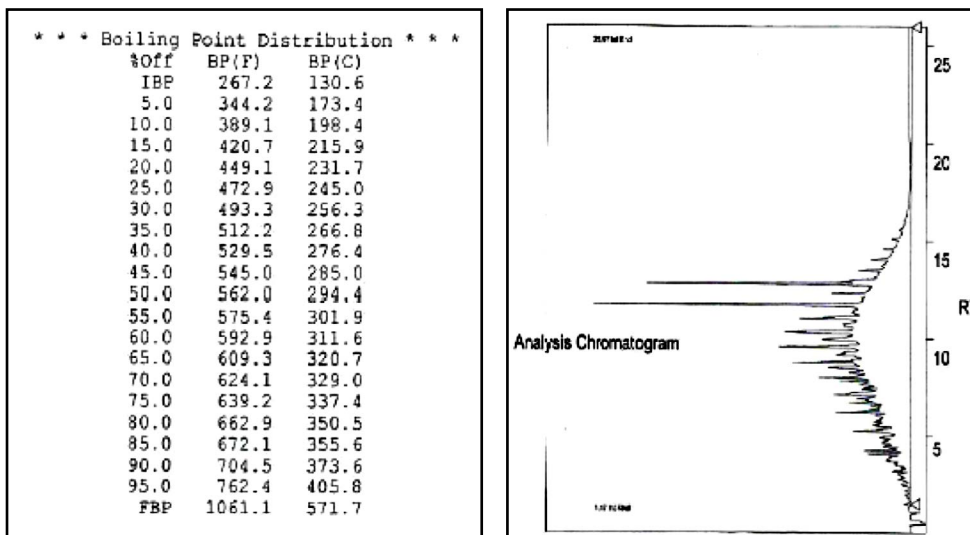 * * * Boiling Point Distribution * * *
%Off BP(F) BP(C)
IBP 267.2 130.6
5.0 344.2 173.4
10.0 389.1 198.4
15.0 420.7 215.9
20.0 449.1 231.7
25.0 472.9 245.0
30.0 493.3 256.3
35.0 512.2 266.8
40.0 529.5 276.4
45.0 545.0 285.0
50.0 562.0 294.4
55.0 575.4 301.9
60.0 592.9 311.6
65.0 609.3 320.7
70.0 624.1 329.0
75.0 639.2 337.4
80.0 662.9 350.5
85.0 672.1 355.6
90.0 704.5 373.6
95.0 762.4 405.8
FBP 1061.1 571.7
25
20
15
R
Analysis Chromatogram
10
5